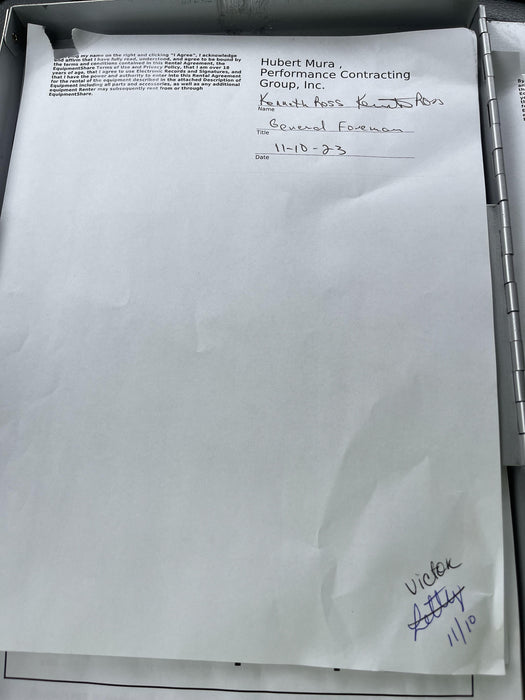 my name on the right and clicking "I Agree", I acknowledge
and affirm that I have fully read, understood, and agree to be bound by
the terms and conditions contained in this Rental Agreement, the
EquipmentShare Terms of Use and Privacy Policy, that I am over 18
years of age, that I agree to use Electronic Records and Signatures, and
that I have the power and authority to enter into this Rental Agreement
for the rental of the equipment described in the attached Description of
Equipment including all parts and accessories, as well as any additional
equipment Renter may subsequently rent from or through
EquipmentShare.
Hubert Mura ,
Performance Contracting
Group, Inc.
Kenneth Ross Kenneth Ross
Name
General Foreman
Title
11-10-23
Date
Victor
11/10